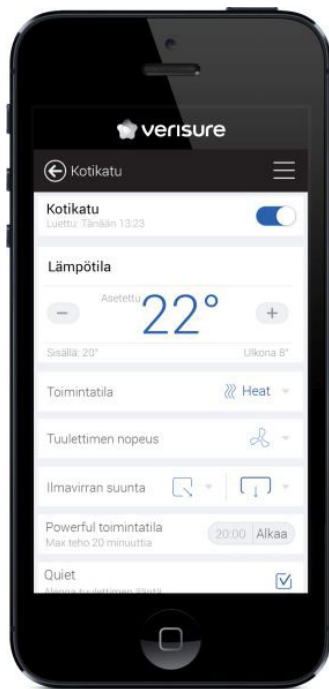 verisure
Kotikatu
Kotikatu
Luettu: Tänään 13:23
Lämpötila
Asetettu
22°
Sisällä: 20°
Ulkona 8°
Toimintatila
Heat
Tuulettimen nopeus
Ilmavirran suunta
Powerful toimintatila
Max teho 20 minuuttia
20:00 Alkaa
Quiet